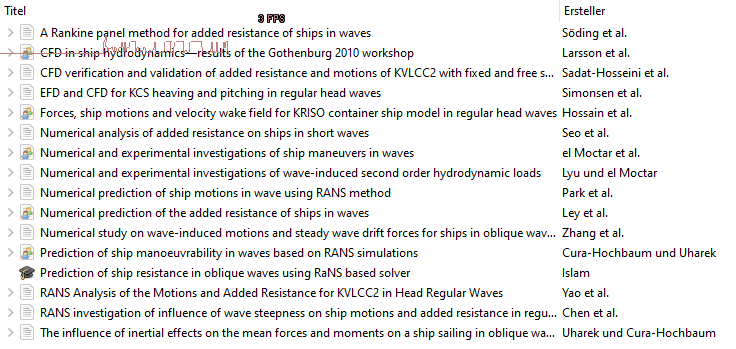 3 FPS
Titel Ersteller
A Rankine panel method for added resistance of ships in waves Söding et al.
CFD in ship hydrodynamics—results of the Gothenburg 2010 workshop Larsson et al.
CFD verification and validation of added resistance and motions of KVLCC2 with fixed and free s... Sadat-Hosseini et al.
EFD and CFD for KCS heaving and pitching in regular head waves Simonsen et al.
Forces, ship motions and velocity wake field for KRISO container ship model in regular head waves Hossain et al.
Numerical analysis of added resistance on ships in short waves Seo et al.
Numerical and experimental investigations of ship maneuvers in waves el Moctar et al.
Numerical and experimental investigations of wave-induced second order hydrodynamic loads Lyu und el Moctar
Numerical prediction of ship motions in wave using RANS method Park et al.
Numerical prediction of the added resistance of ships in waves Ley et al.
Numerical study on wave-induced motions and steady wave drift forces for ships in oblique wav... Zhang et al.
Prediction of ship manoeuvrability in waves based on RANS simulations Cura-Hochbaum und Uharek
Prediction of ship resistance in oblique waves using RaNS based solver Islam
RANS Analysis of the Motions and Added Resistance for KVLCC2 in Head Regular Waves Yao et al.
RANS investigation of influence of wave steepness on ship motions and added resistance in regu... Chen et al.
The influence of inertial effects on the mean forces and moments on a ship sailing in oblique wa... Uharek und Cura-Hochbaum